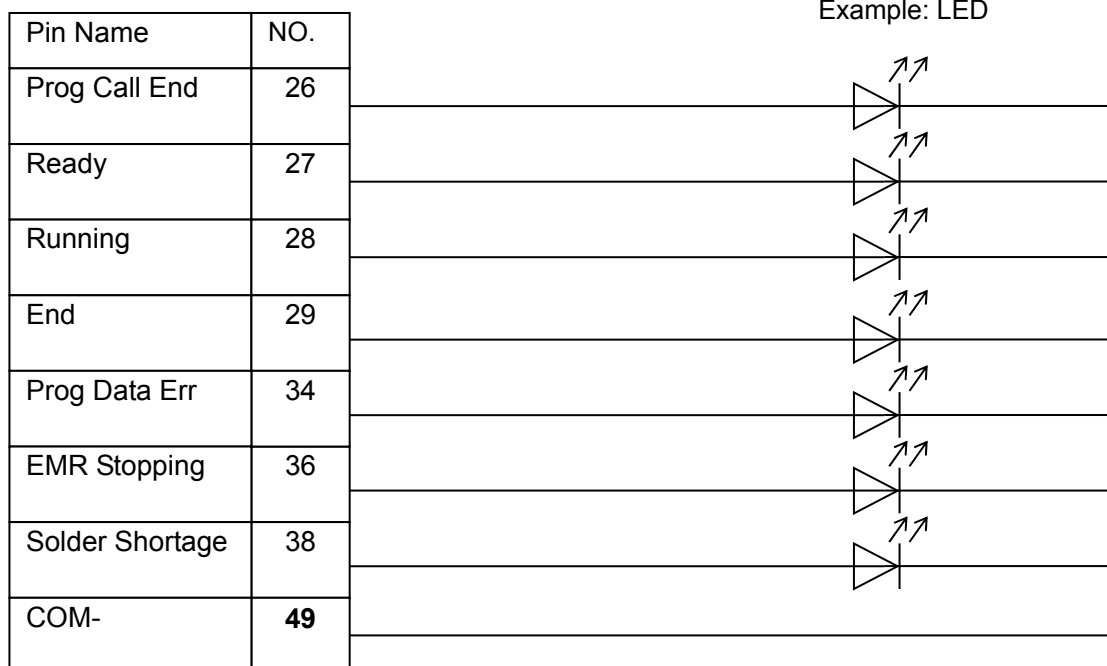 Example: LED
Pin Name NO.
Prog Call End 26
Ready 27
Running 28
End 29
Prog Data Err 34
EMR Stopping 36
Solder Shortage 38
COM- 49